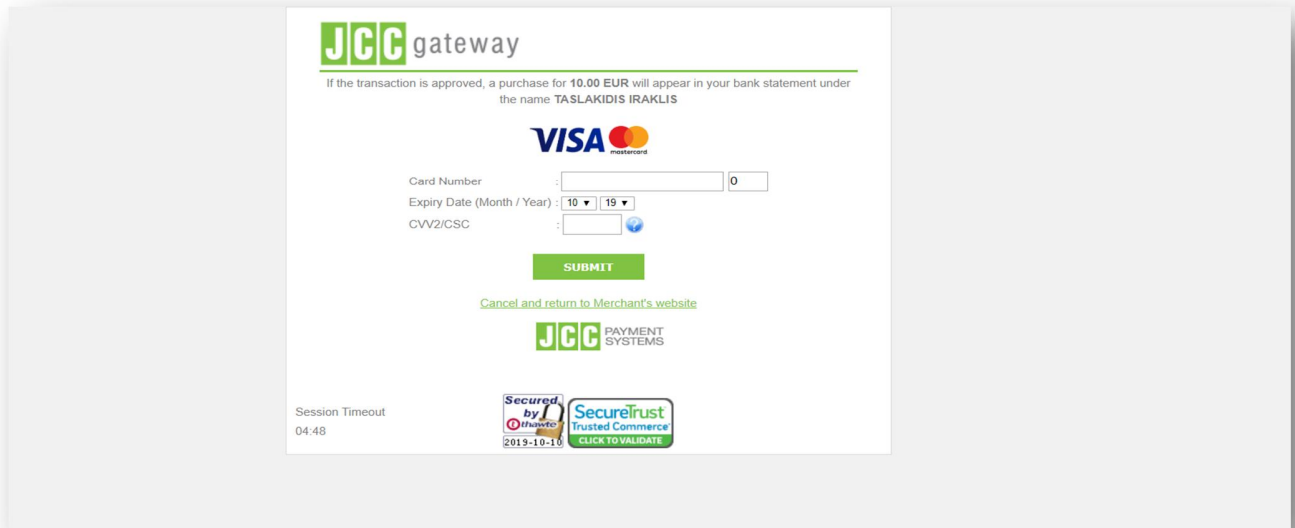 JCC gateway
If the transaction is approved, a purchase for 10.00 EUR will appear in your bank statement under
the name TASLAKIDIS IRAKLIS
VISA mastercard
Card Number : 0
Expiry Date (Month / Year) : 10 ▼ 19 ▼
CVV2/CSC : ?
SUBMIT
Cancel and return to Merchant's website
JCC PAYMENT
SYSTEMS
Session Timeout
04:48
Secured
by
thawte
2019-10-10
SecureTrust
Trusted Commerce
CLICK TO VALIDATE